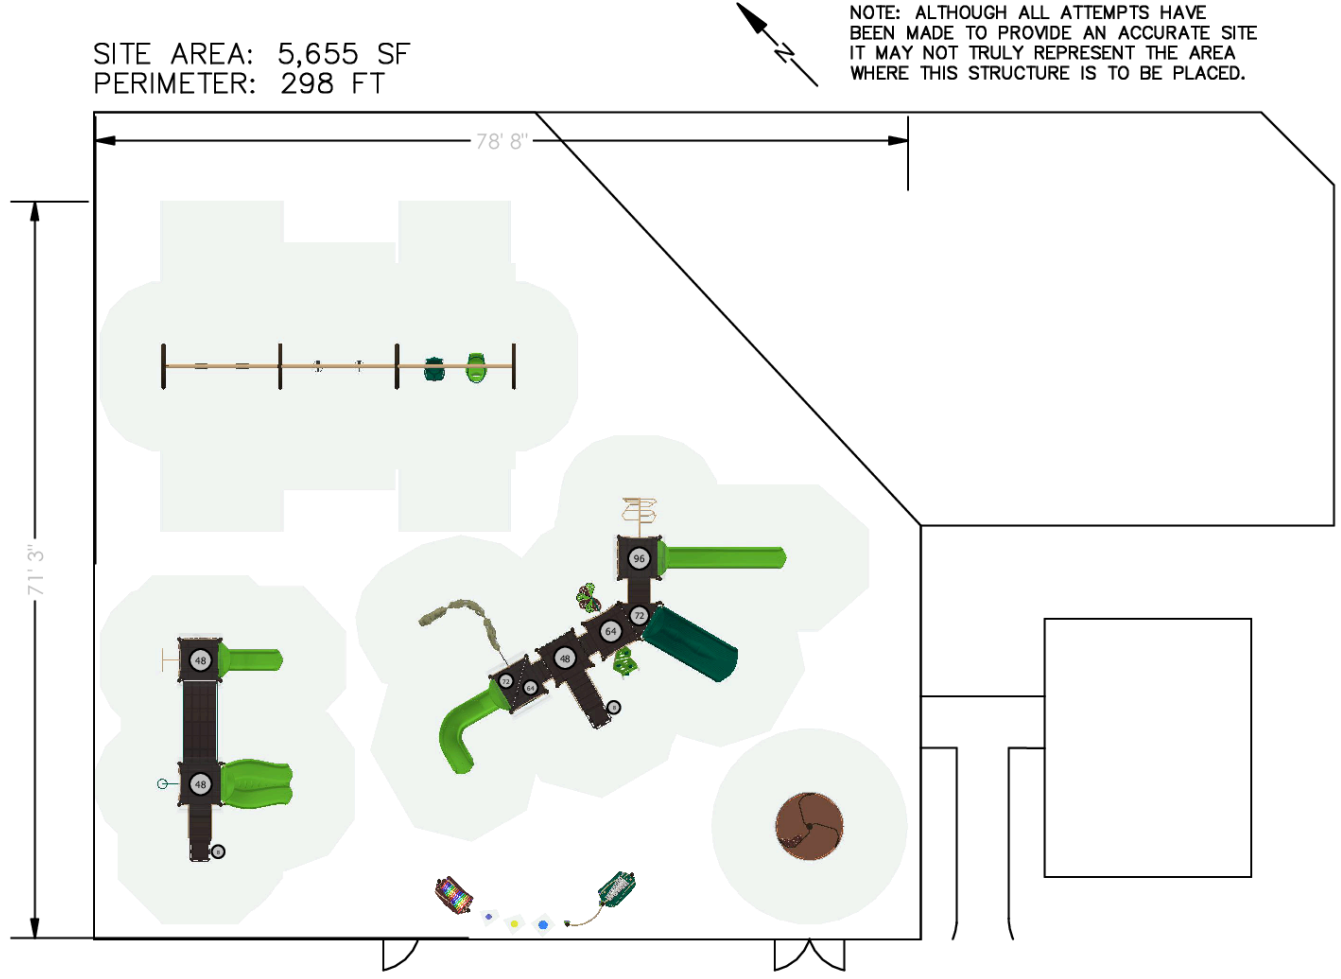 NOTE: ALTHOUGH ALL ATTEMPTS HAVE
BEEN MADE TO PROVIDE AN ACCURATE SITE
IT MAY NOT TRULY REPRESENT THE AREA
WHERE THIS STRUCTURE IS TO BE PLACED.
N
SITE AREA: 5,655 SF
PERIMETER: 298 FT
78' 8"
71' 3"
96
72
64
48
72
64
48
48